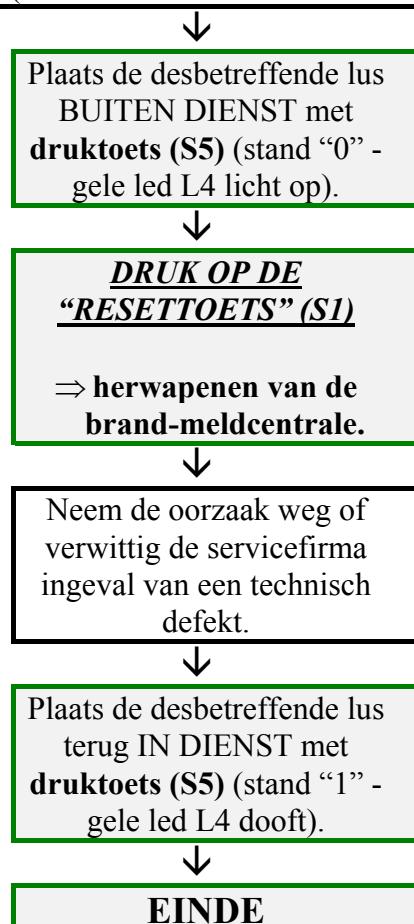 ↓
Plaats de desbetreffende lus
BUITEN DIENST met
druktoets (S5) (stand “0” -
gele led L4 licht op).
↓
DRUK OP DE
“RESETTOETS” (S1)
⇒ herwapenen van de
brand-meldcentrale.
↓
Neem de oorzaak weg of
verwittig de servicefirma
ingeval van een technisch
defekt.
↓
Plaats de desbetreffende lus
terug IN DIENST met
druktoets (S5) (stand “1” -
gele led L4 dooft).
↓
EINDE